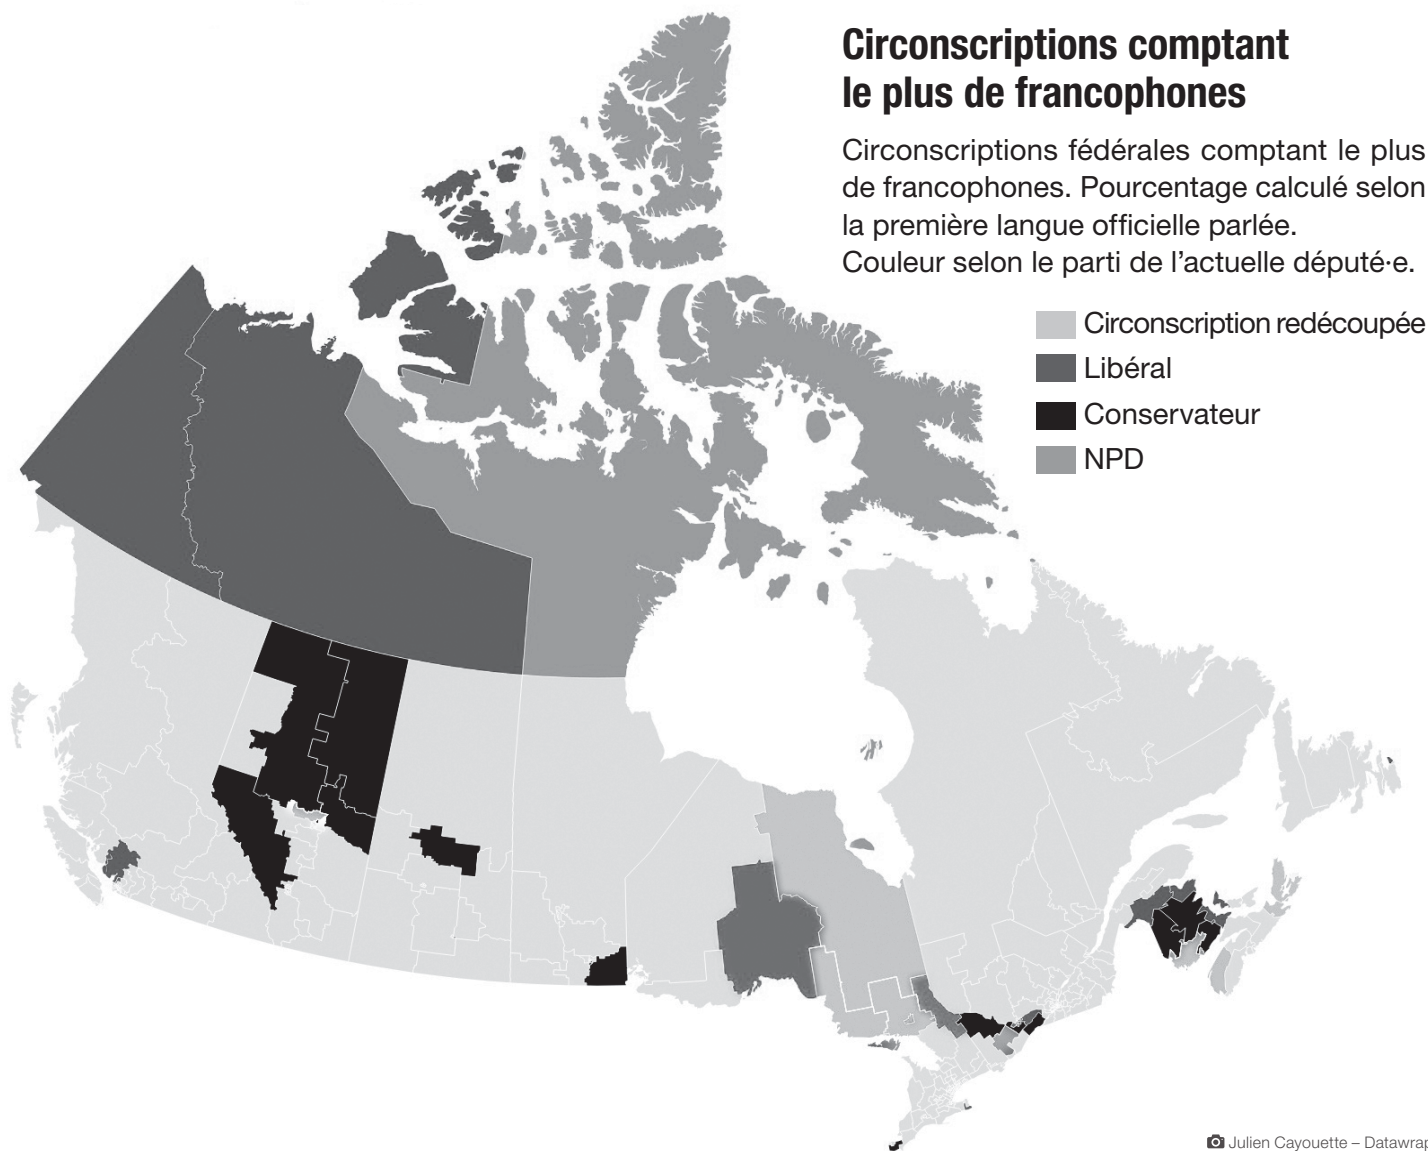 Circonscriptions comptant
le plus de francophones
Circonscriptions fédérales comptant le plus
de francophones. Pourcentage calculé selon
la première langue officielle parlée.
Couleur selon le parti de l’actuelle député·e.
Circonscription redécoupée
Libéral
Conservateur
NPD
Julien Cayouette – Datawrap